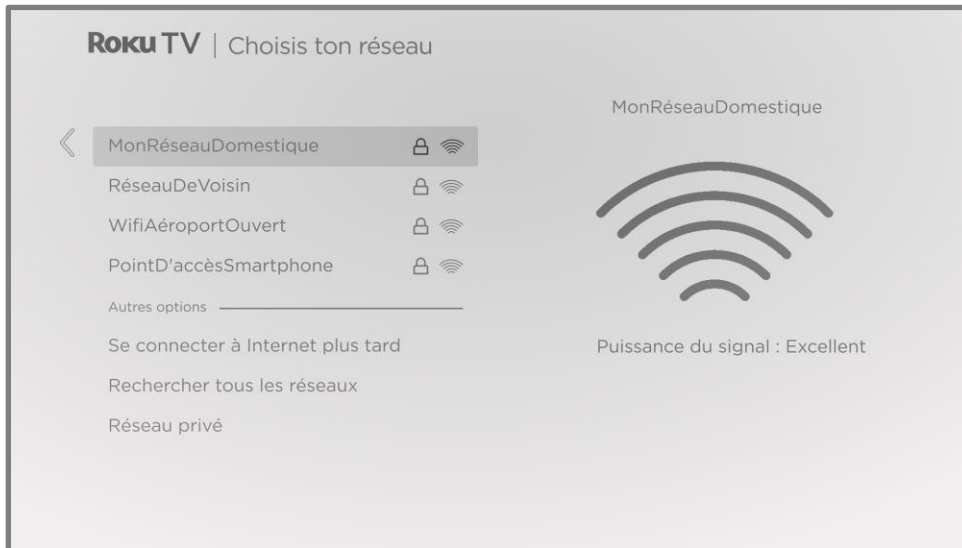 Roku TV | Choisis ton réseau
MonRéseauDomestique
RéseauDeVoisin
WifiAéroportOuvert
PointD'accèsSmartphone
Autres options
Se connecter à Internet plus tard
Rechercher tous les réseaux
Réseau privé
MonRéseauDomestique
Puissance du signal : Excellent